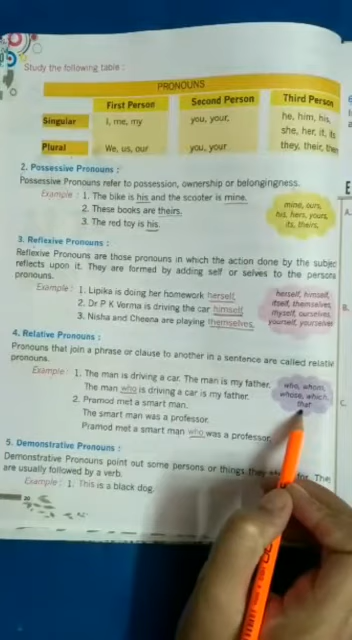 Study the following table :
PRONOUNS
First Person Second Person Third Person
Singular I, me, my you, your, he, him, his,
she, her, it, its
Plural We, us, our you, your they, their, them
2. Possessive Pronouns :
Possessive Pronouns refer to possession, ownership or belongingness.
Example : 1. The bike is his and the scooter is mine.
2. These books are theirs.
3. The red toy is his.
mine, ours,
his, hers, yours,
its, theirs,
3. Reflexive Pronouns :
Reflexive Pronouns are those pronouns in which the action done by the subjec
reflects upon it. They are formed by adding self or selves to the persona
pronouns.
Example : 1. Lipika is doing her homework herself.
2. Dr P K Verma is driving the car himself
3. Nisha and Cheena are playing themselves.
herself, himself,
itself, themselves,
myself, ourselves,
yourself, yourselves
4. Relative Pronouns :
Pronouns that join a phrase or clause to another in a sentence are called relativ
pronouns.
Example : 1. The man is driving a car. The man is my father.
The man who is driving a car is my father.
2. Pramod met a smart man.
The smart man was a professor.
Pramod met a smart man who was a professor.
who, whom,
whose, which,
that
5. Demonstrative Pronouns :
Demonstrative Pronouns point out some persons or things they for. The
are usually followed by a verb.
Example : 1. This is a black dog.
E
A.
B.
C.